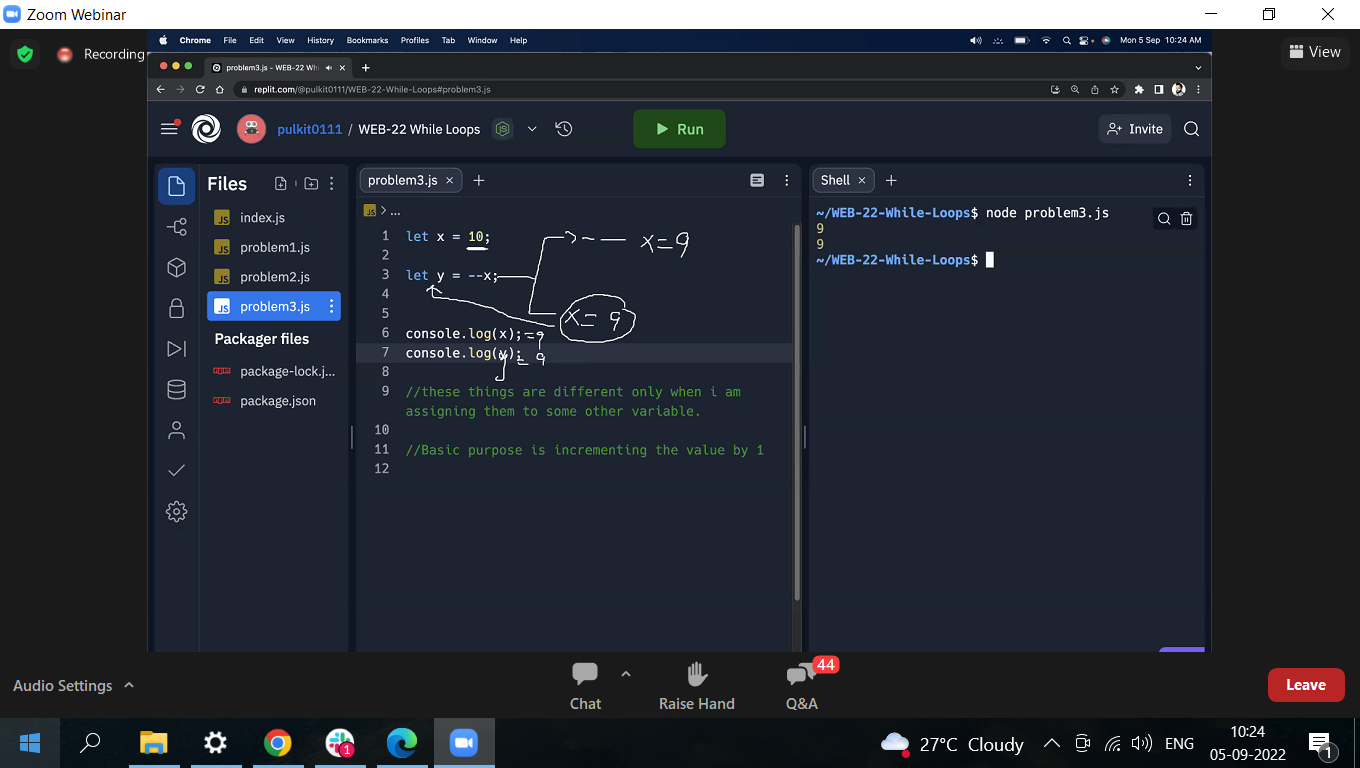 Zoom Webinar
Recording
View
Chrome File Edit View History Bookmarks Profiles Tab Window Help
Mon 5 Sep 10:24 AM
problem3.js - WEB-22 Whi
replit.com/@pulkit0111/WEB-22-While-Loops#problem3.js
pulkit0111 / WEB-22 While Loops
Run
Invite
Files
index.js
problem1.js
problem2.js
problem3.js
Packager files
package-lock.j...
package.json
problem3.js
JS > ...
1 let x = 10;
2
3 let y = --x;
4
5
6 console.log(x);
7 console.log(y);
8
9 //these things are different only when i am
assigning them to some other variable.
10
11 //Basic purpose is incrementing the value by 1
12
x=9
x= 9
=9
y = 9
Shell
~/WEB-22-While-Loops$ node problem3.js
9
9
~/WEB-22-While-Loops$
Audio Settings
Chat
Raise Hand
44
Q&A
Leave
1
27°C Cloudy
ENG
10:24
05-09-2022
1